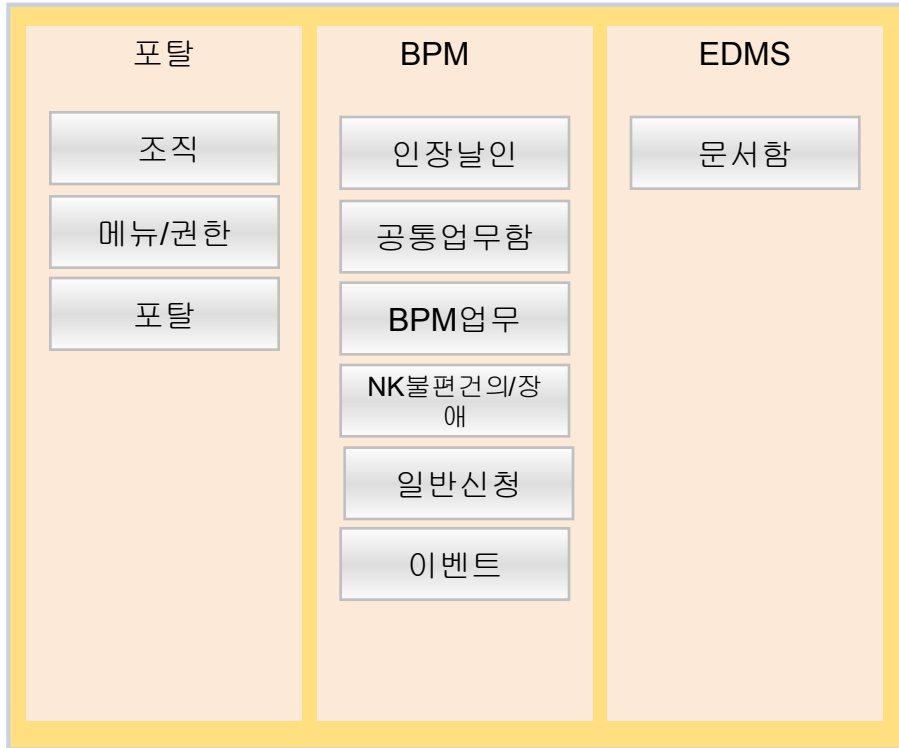 포탈
조직
메뉴/권한
포탈
BPM
인장날인
공통업무함
BPM업무
NK불편건의/장
애
일반신청
이벤트
EDMS
문서함